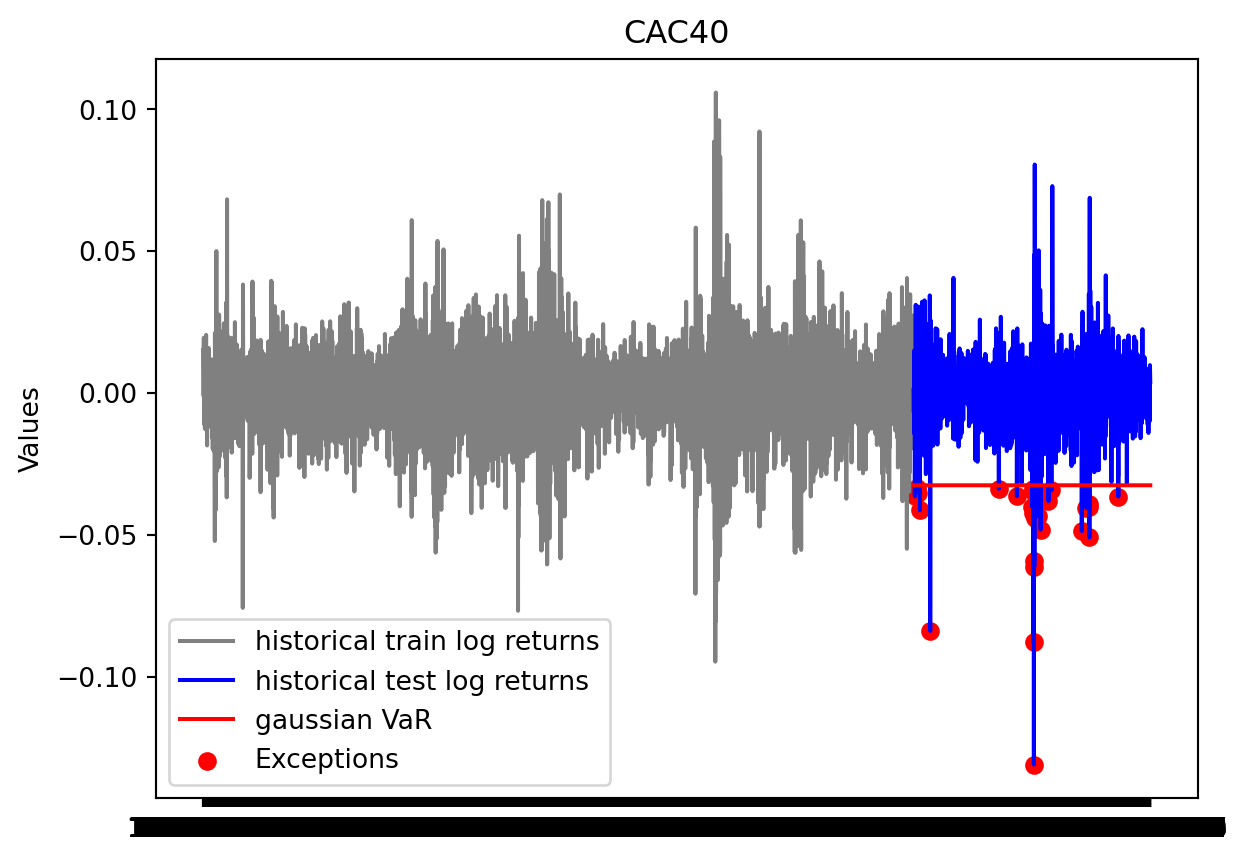 CAC40
0.10
0.05
0.00
−0.05
−0.10
Values
historical train log returns
historical test log returns
gaussian VaR
Exceptions